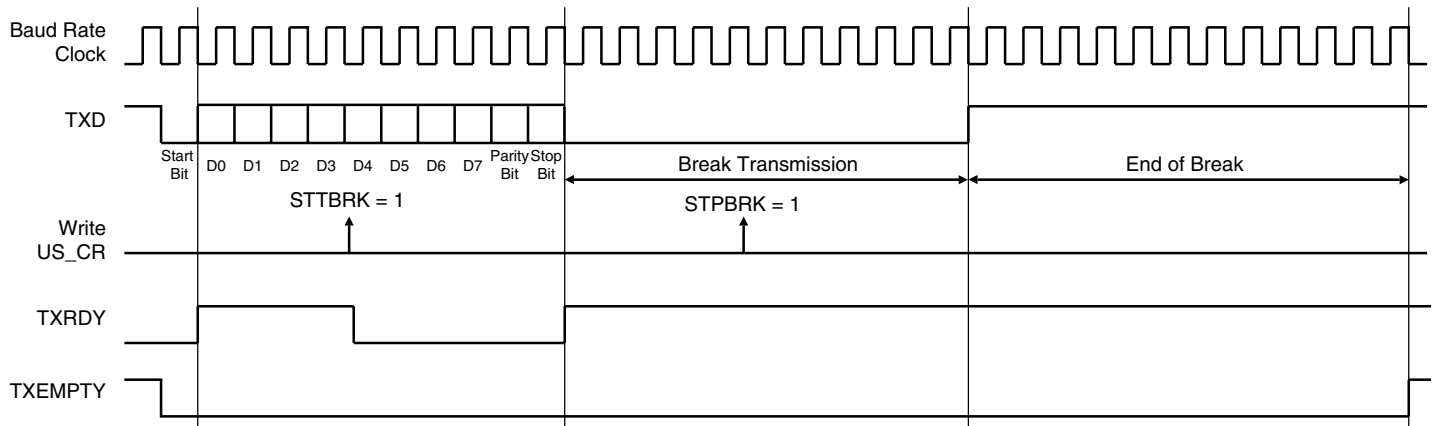 Baud Rate
Clock
TXD
Start
Bit
D0
D1
D2
D3
D4
D5
D6
D7
Parity
Bit
Stop
Bit
Break Transmission
End of Break
STTBRK = 1
STPBRK = 1
Write
US_CR
TXRDY
TXEMPTY